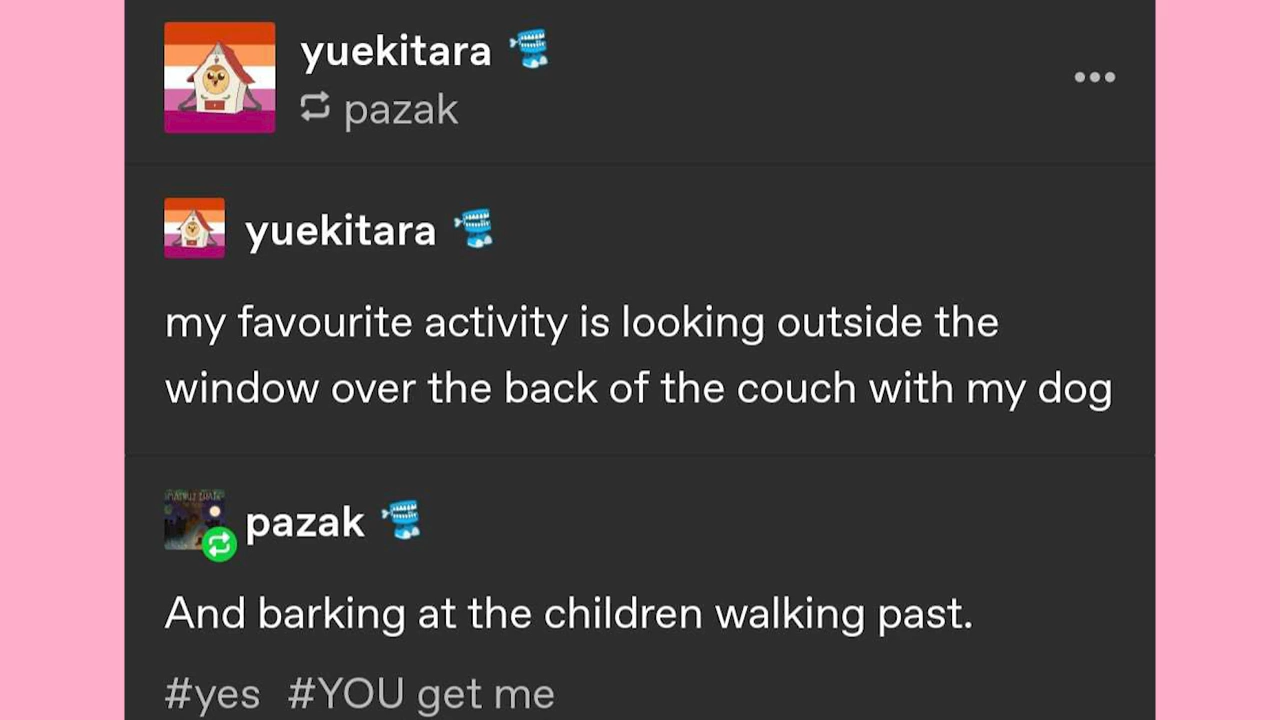 yuekitara
pazak
yuekitara
my favourite activity is looking outside the
window over the back of the couch with my dog
pazak
And barking at the children walking past.
#yes #YOU get me